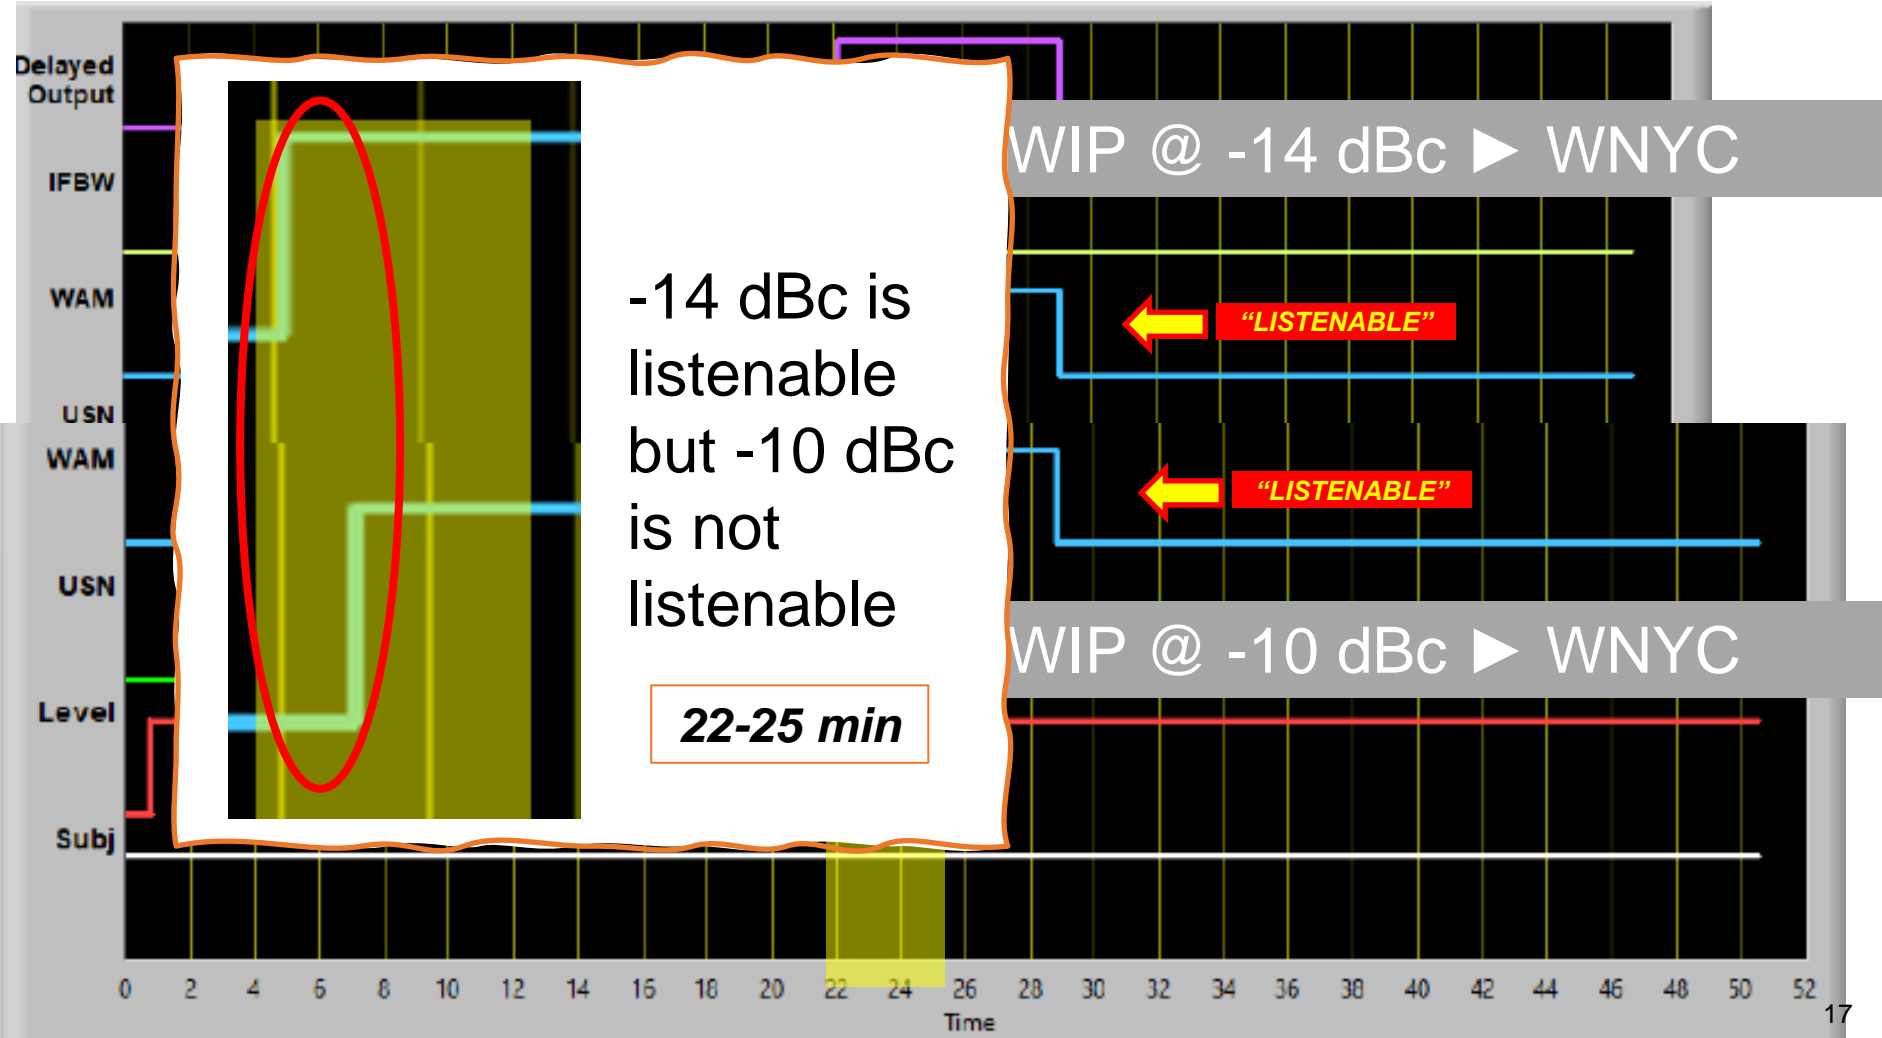 Delayed
Output
IFBW
WAM
USN
WAM
USN
Level
Subj
WIP @ -14 dBc ► WNYC
"LISTENABLE"
"LISTENABLE"
WIP @ -10 dBc ► WNYC
-14 dBc is
listenable
but -10 dBc
is not
listenable
22-25 min
0 2 4 6 8 10 12 14 16 18 20 22 24 26 28 30 32 34 36 38 40 42 44 46 48 50 52
Time
17